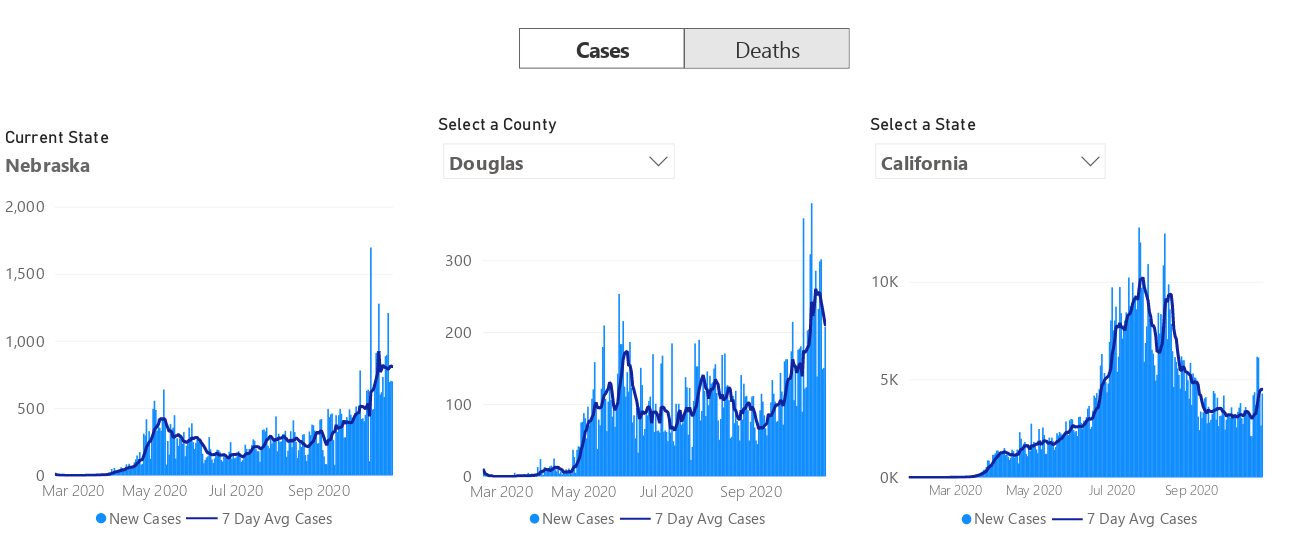 Cases Deaths
Current State
Nebraska
2,000
1,500
1,000
500
0
Mar 2020 May 2020 Jul 2020 Sep 2020
New Cases 7 Day Avg Cases
Select a County
Douglas
300
200
100
0
Mar 2020 May 2020 Jul 2020 Sep 2020
New Cases 7 Day Avg Cases
Select a State
California
10K
5K
0K
Mar 2020 May 2020 Jul 2020 Sep 2020
New Cases 7 Day Avg Cases